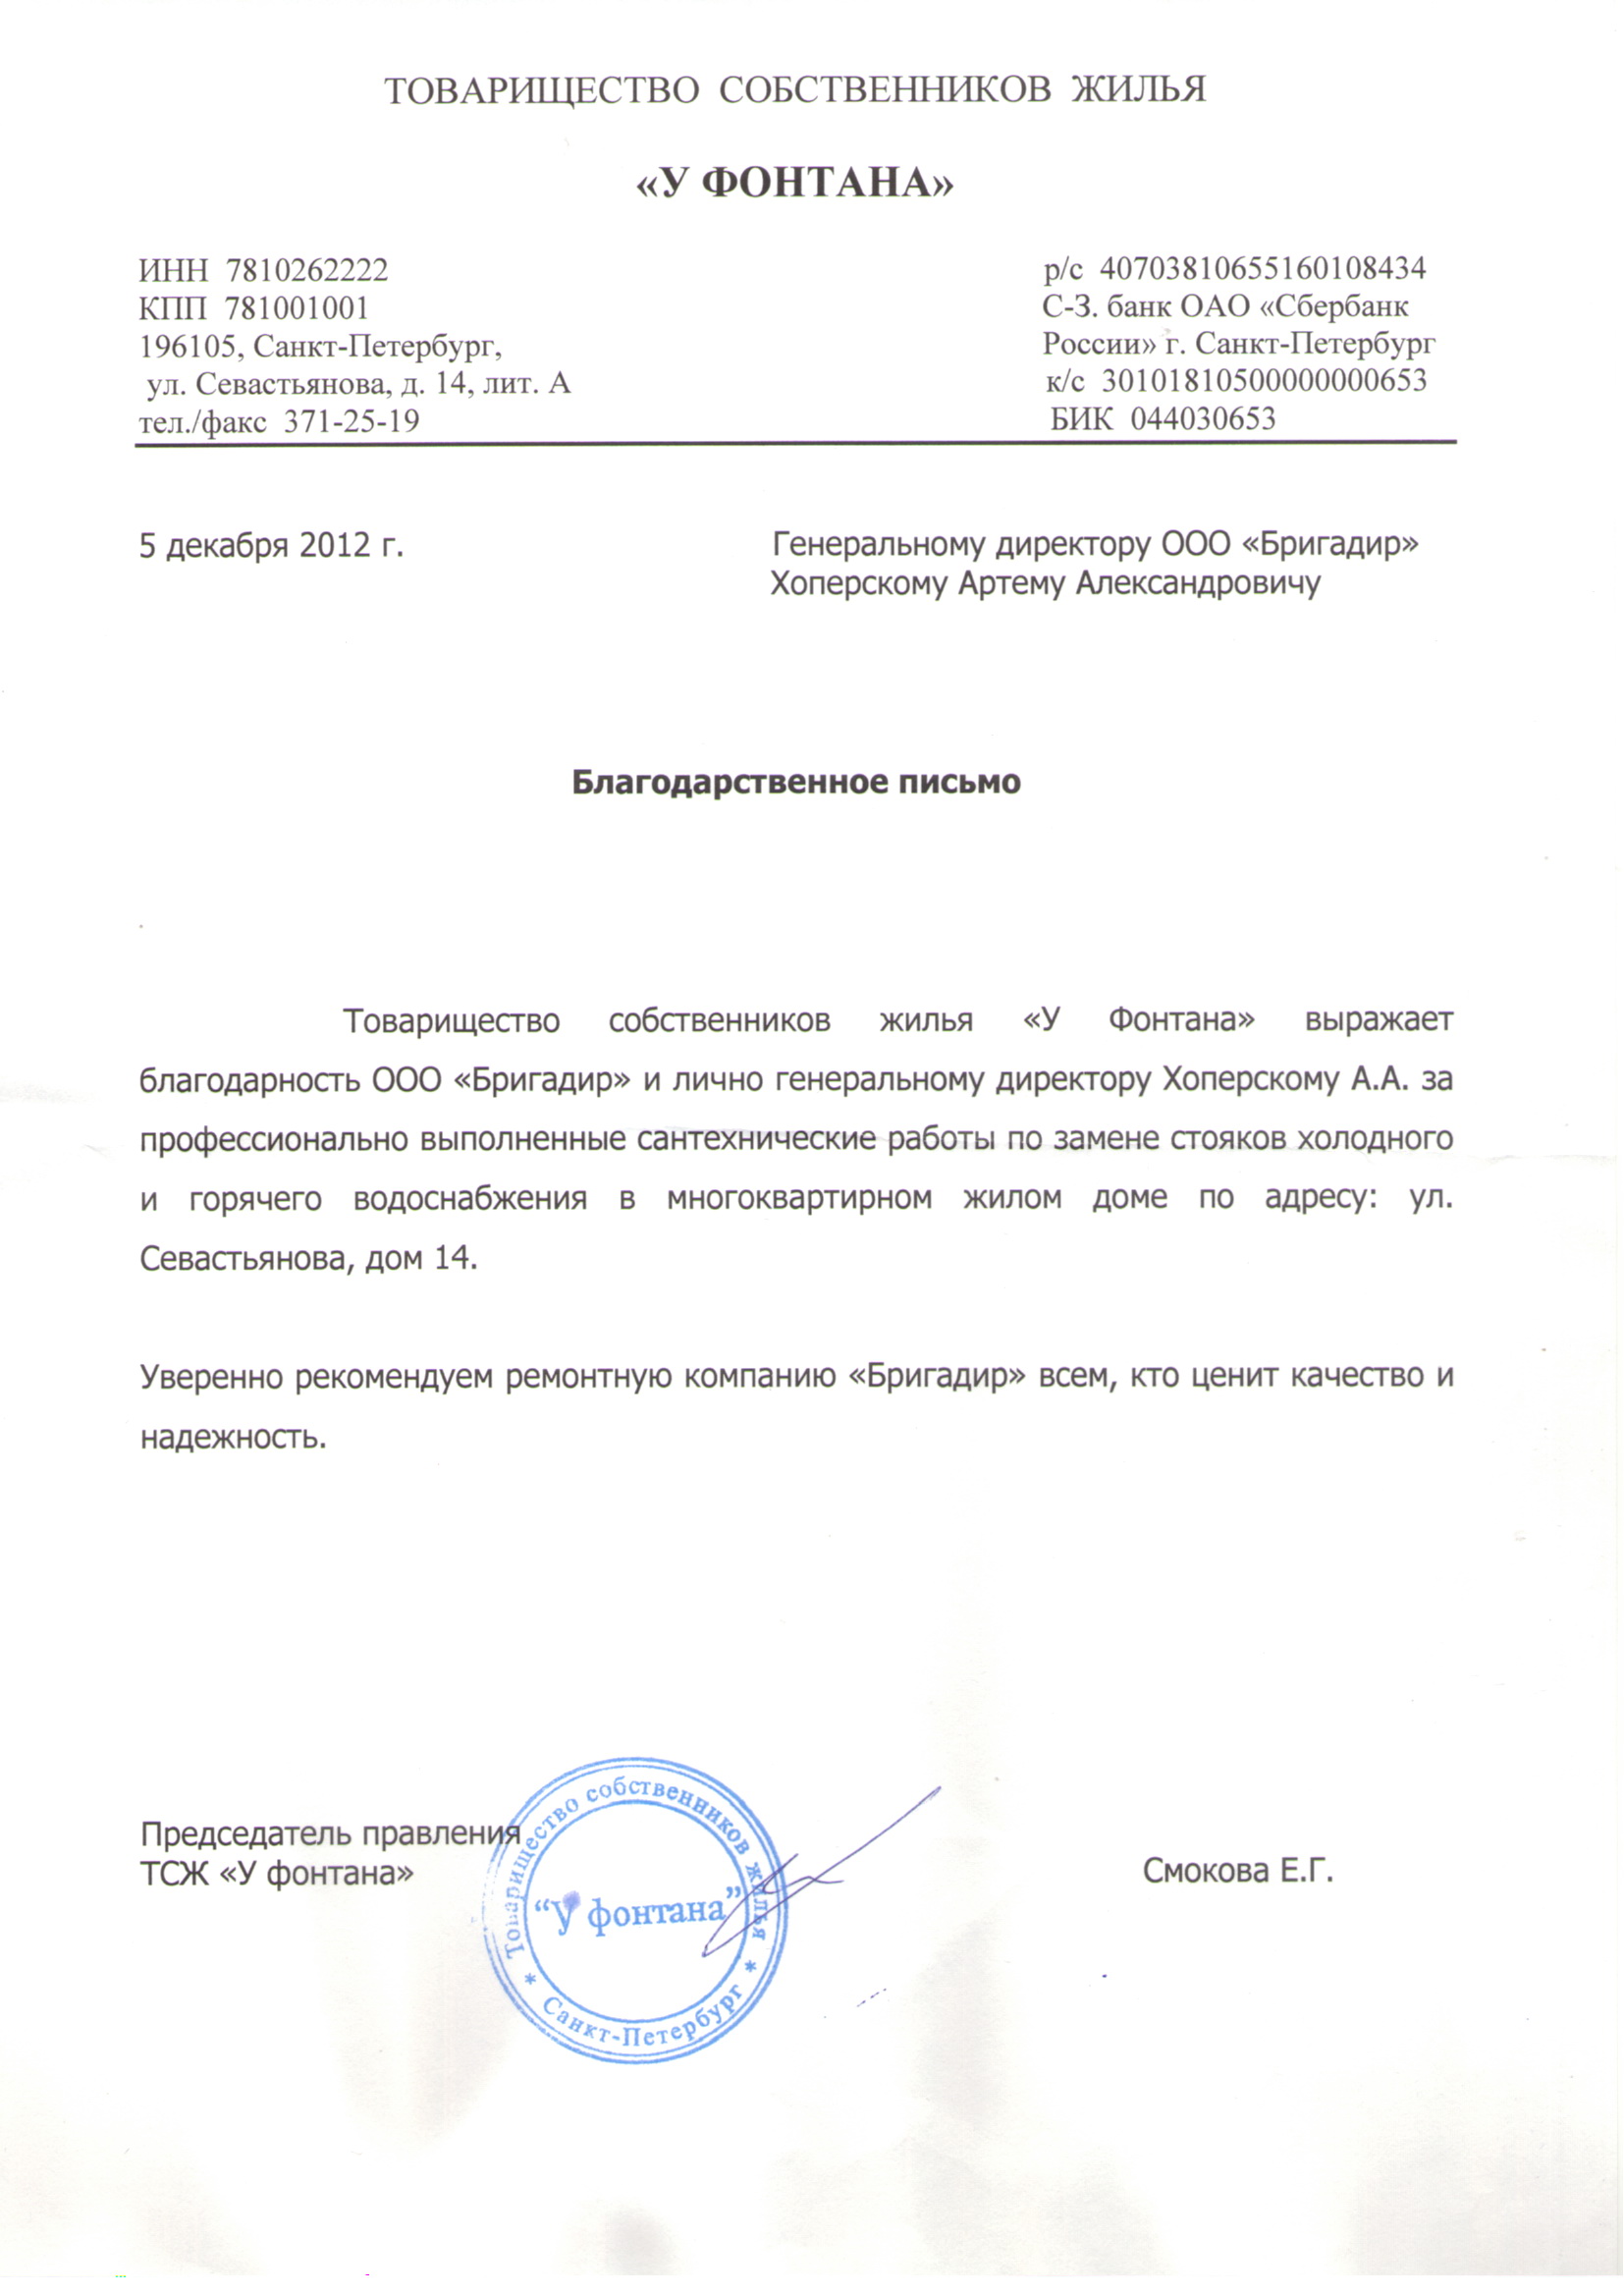 ТОВАРИЩЕСТВО СОБСТВЕННИКОВ ЖИЛЬЯ
«У ФОНТАНА»
ИНН 7810262222
КПП 781001001
196105, Санкт-Петербург,
ул. Севастьянова, д. 14, лит. А
тел./факс 371-25-19
р/с 40703810655160108434
С-З. банк ОАО «Сбербанк
России» г. Санкт-Петербург
к/с 30101810500000000653
БИК 044030653
5 декабря 2012 г.
Генеральному директору ООО «Бригадир»
Хоперскому Артему Александровичу
Благодарственное письмо
Товарищество собственников жилья «У Фонтана» выражает
благодарность ООО «Бригадир» и лично генеральному директору Хоперскому А.А. за
профессионально выполненные сантехнические работы по замене стояков холодного
и горячего водоснабжения в многоквартирном жилом доме по адресу: ул.
Севастьянова, дом 14.
Уверенно рекомендуем ремонтную компанию «Бригадир» всем, кто ценит качество и
надежность.
Председатель правления
ТСЖ «У фонтана»
Смокова Е.Г.
Товарищество собственников жилья
“У фонтана”
* Санкт-Петербург *